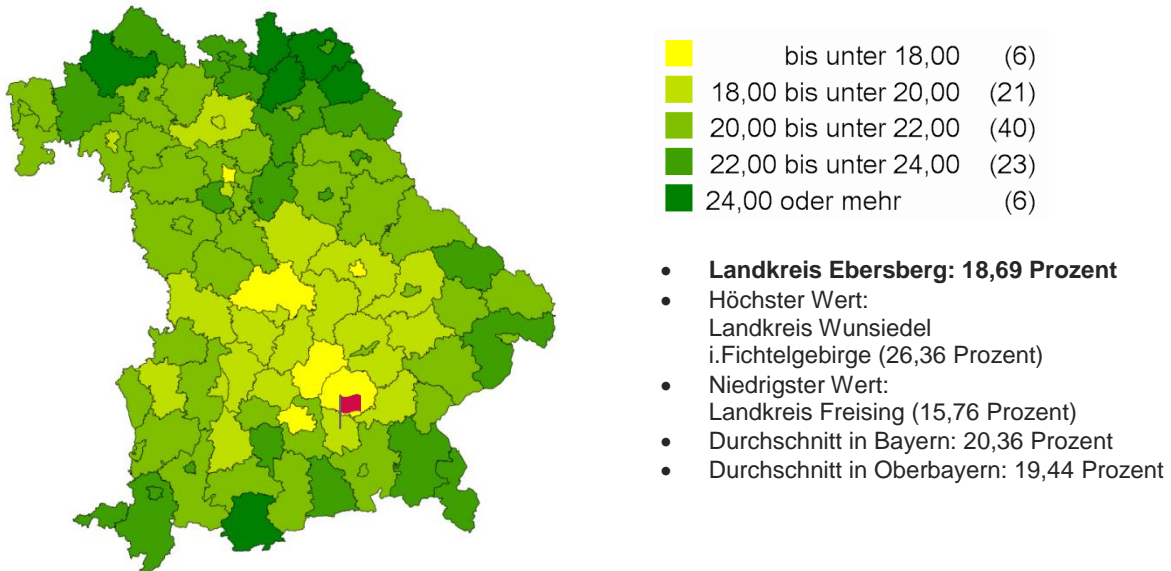 bis unter 18,00 (6)
18,00 bis unter 20,00 (21)
20,00 bis unter 22,00 (40)
22,00 bis unter 24,00 (23)
24,00 oder mehr (6)
• Landkreis Ebersberg: 18,69 Prozent
• Höchster Wert:
Landkreis Wunsiedel
i.Fichtelgebirge (26,36 Prozent)
• Niedrigster Wert:
Landkreis Freising (15,76 Prozent)
• Durchschnitt in Bayern: 20,36 Prozent
• Durchschnitt in Oberbayern: 19,44 Prozent